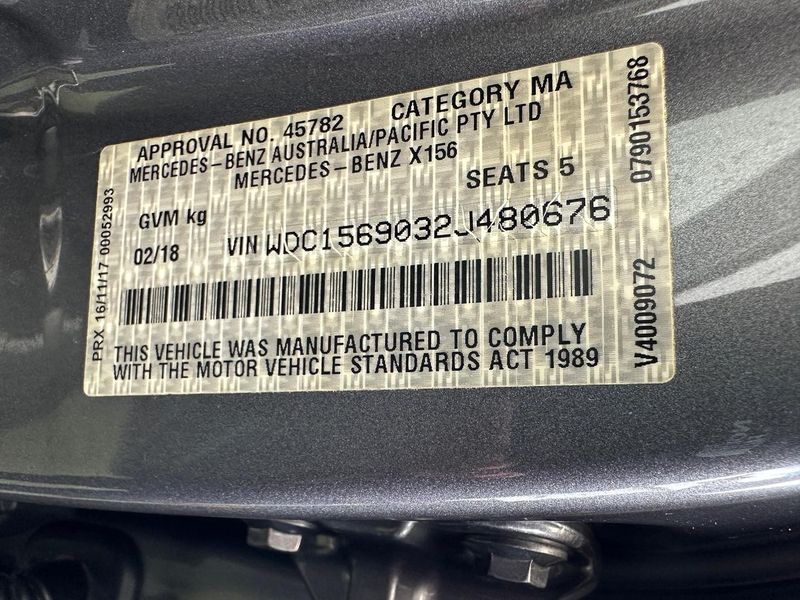 APPROVAL NO. 45782 CATEGORY MA
MERCEDES-BENZ AUSTRALIA/PACIFIC PTY LTD
MERCEDES-BENZ X156
SEATS 5
GVM kg
02/18 VIN WDC1569032J480676
THIS VEHICLE WAS MANUFACTURED TO COMPLY
WITH THE MOTOR VEHICLE STANDARDS ACT 1989
PRX 16/11/17 00052993
V4009072 0790153768